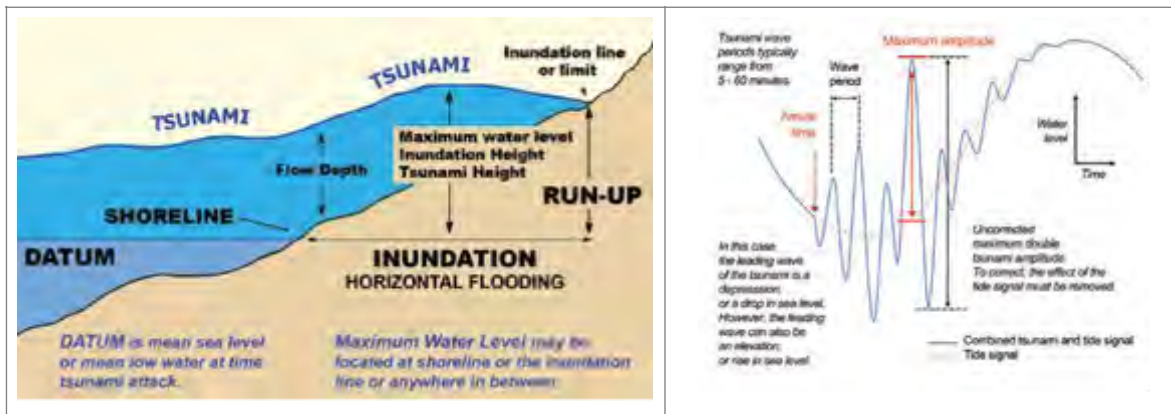 Inundation line
or limit
TSUNAMI
TSUNAMI
Maximum water level
Inundation Height
Tsunami Height
Flow Depth
RUN-UP
SHORELINE
DATUM
INUNDATION
HORIZONTAL FLOODING
DATUM is mean sea level
or mean low water at time
tsunami attack.
Maximum Water Level may be
located at shoreline or the inundation
line or anywhere in between.
Tsunami wave
periods typically
range from
5 - 60 minutes.
Maximum amplitude
Wave
period
Arrival
time
Water
level
Time
In this case
the leading wave
of the tsunami is a
depression,
or a drop in sea level.
However, the leading
wave can also be
an elevation,
or rise in sea level
Uncorrected
maximum double
tsunami amplitude.
To correct, the effect of the
tide signal must be removed.
Combined tsunami and tide signal
Tide signal